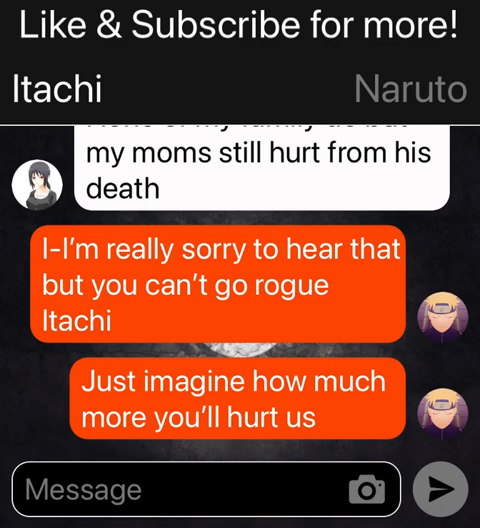 Like & Subscribe for more!
Itachi Naruto
my moms still hurt from his
death
I-I'm really sorry to hear that
but you can't go rogue
Itachi
Just imagine how much
more you'll hurt us
Message